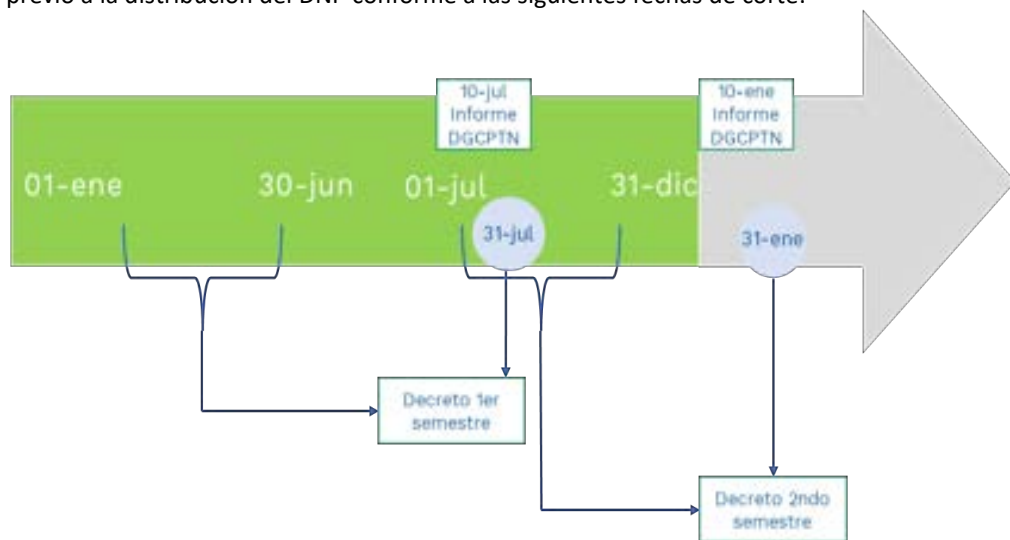 previo a la distribución del DNP conforme a las siguientes fechas de corte:
10-jul
Informe
DGCPTN
10-ene
Informe
DGCPTN
01-ene
30-jun
01-jul
31-dic
31-jul
31-ene
Decreto 1er
semestre
Decreto 2ndo
semestre